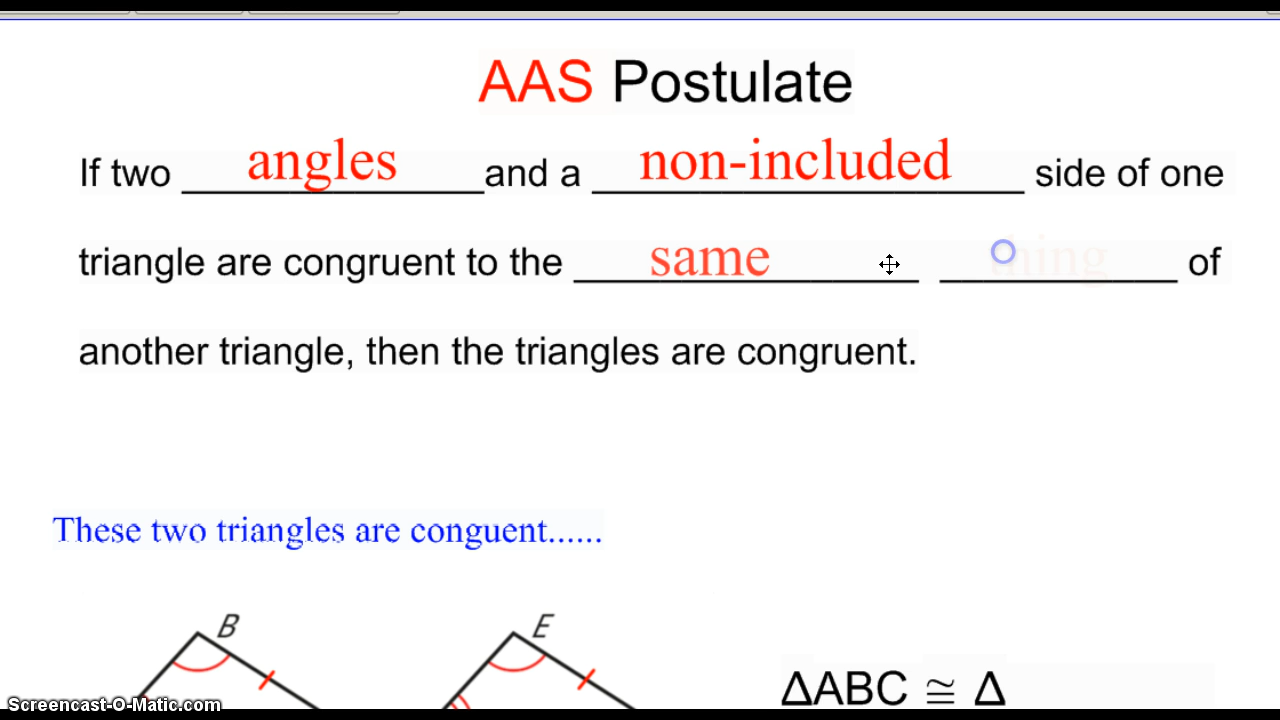 AAS Postulate
If two angles and a non-included side of one
triangle are congruent to the same thing of
another triangle, then the triangles are congruent.
These two triangles are conguent......
B E
ΔABC ≅ Δ
Screencast-O-Matic.com